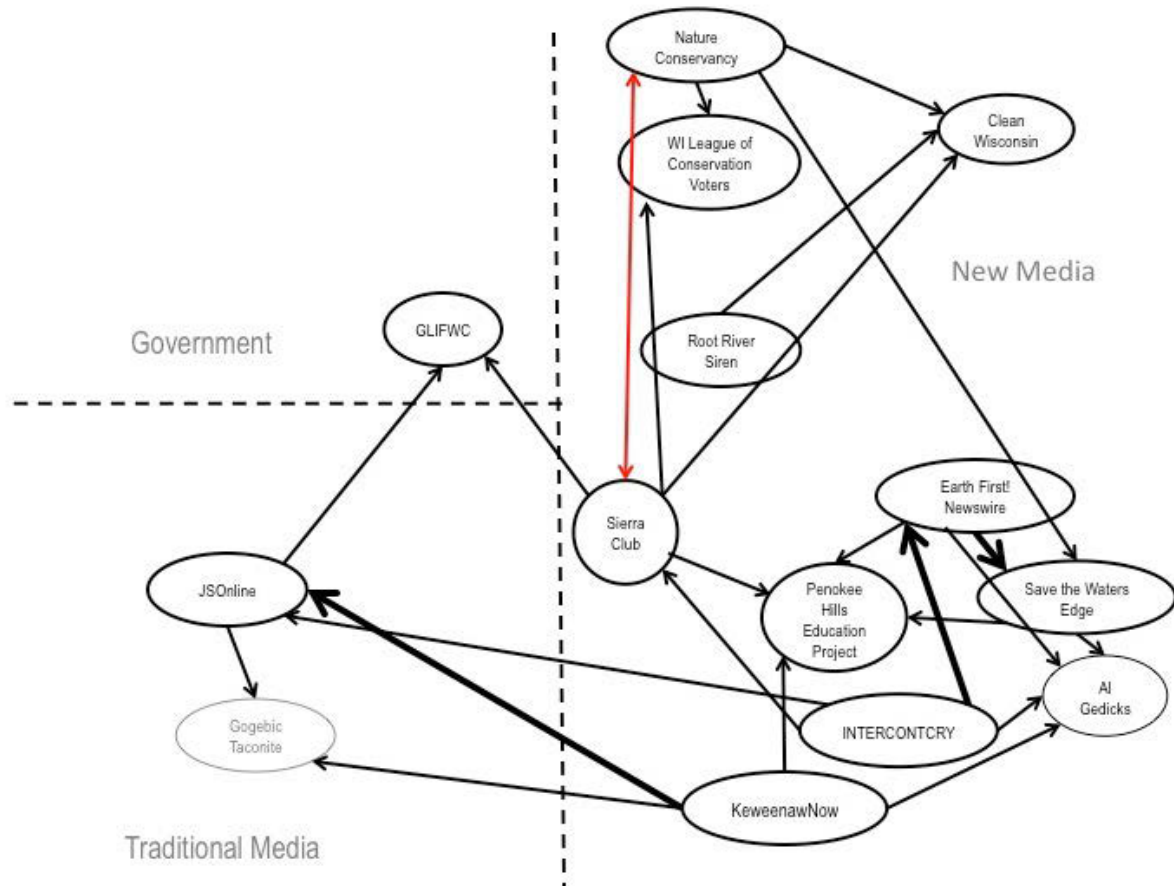 Nature
Conservancy
Clean
Wisconsin
WI League of
Conservation
Voters
New Media
GLIFWC
Government
Root River
Siren
Earth First!
Newswire
Sierra
Club
JSOnline
Penokee
Hills
Education
Project
Save the Waters
Edge
Al
Gedicks
Gogebic
Taconite
INTERCONTCRY
KeweenawNow
Traditional Media